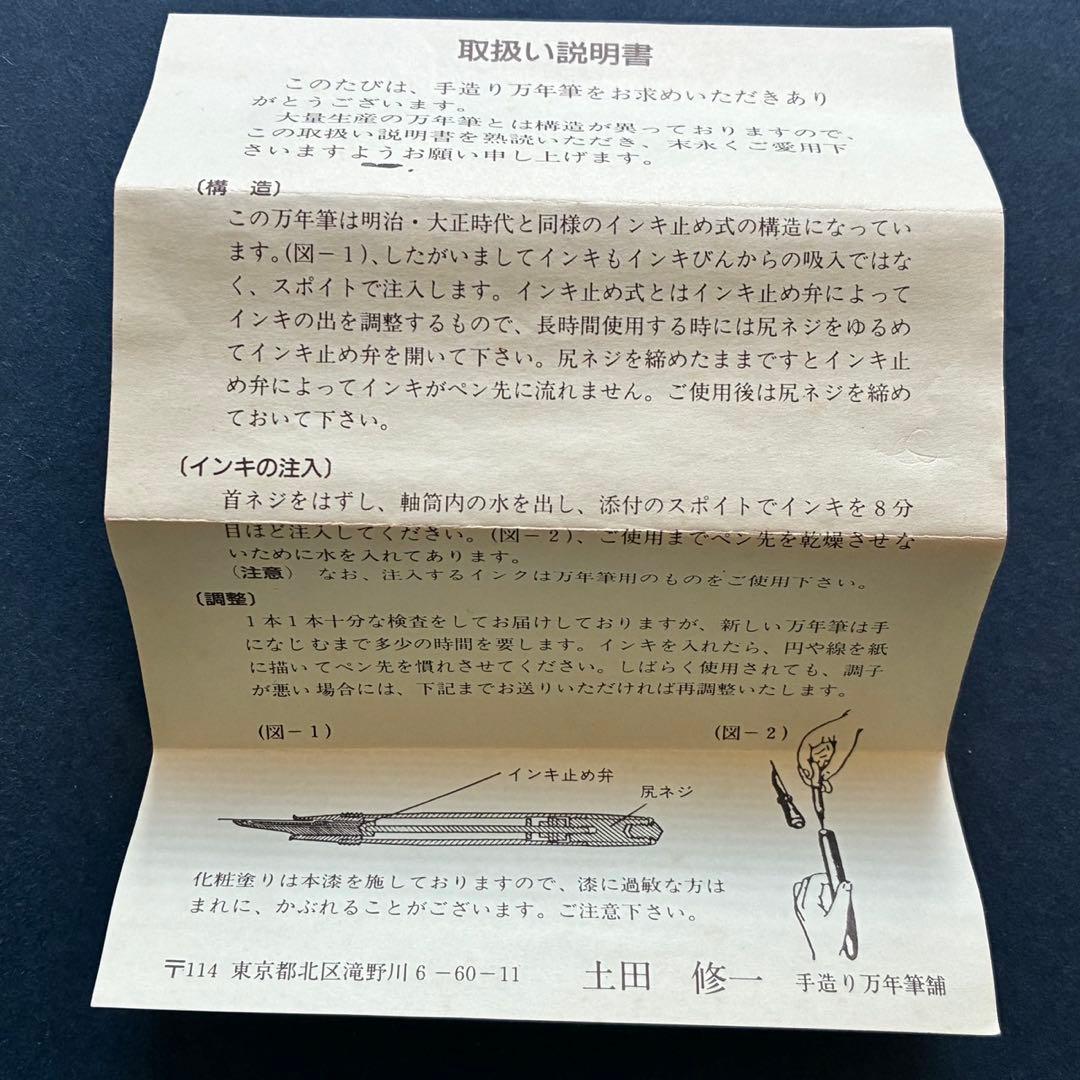 取扱い説明書
このたびは、手造り万年筆をお求めいただきあり
がとうございます。
大量生産の万年筆とは構造が異っておりますので、
この取扱い説明書を熟読いただき、末永くご愛用下
さいますようお願い申し上げます。
〔構 造〕
この万年筆は明治・大正時代と同様のインキ止め式の構造になってい
ます。(図－1)、したがいましてインキもインキびんからの吸入ではな
く、スポイトで注入します。インキ止め式とはインキ止め弁によって
インキの出を調整するもので、長時間使用する時には尻ネジをゆるめ
てインキ止め弁を開いて下さい。尻ネジを締めたままですとインキ止
め弁によってインキがペン先に流れません。ご使用後は尻ネジを締め
ておいて下さい。
〔インキの注入〕
首ネジをはずし、軸筒内の水を出し、添付のスポイトでインキを8分
目ほど注入してください。(図－2)、ご使用までペン先を乾燥させな
いために水を入れてあります。
(注意) なお、注入するインクは万年筆用のものをご使用下さい。
〔調整〕
1本1本十分な検査をしてお届けしておりますが、新しい万年筆は手
になじむまで多少の時間を要します。インキを入れたら、円や線を紙
に描いてペン先を慣れさせてください。しばらく使用されても、調子
が悪い場合には、下記までお送りいただければ再調整いたします。
(図－1) (図－2)
インキ止め弁
尻ネジ
化粧塗りは本漆を施しておりますので、漆に過敏な方は
まれに、かぶれることがございます。ご注意下さい。
〒114 東京都北区滝野川6－60－11 土田 修一 手造り万年筆舗